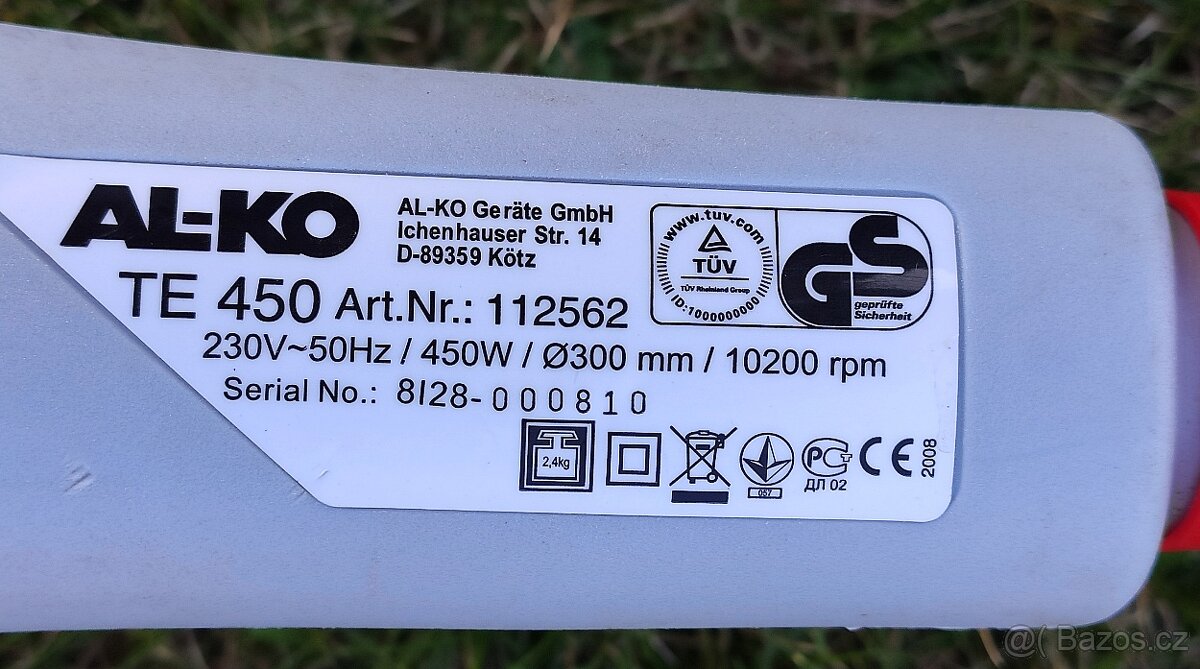 AL-KO
AL-KO Geräte GmbH
Ichenhauser Str. 14
D-89359 Kötz
www.tuv.com
TÜV
TÜV Rheinland Group
ID:1000000000
GS
geprüfte
Sicherheit
TE 450 Art.Nr.: 112562
230V~50Hz / 450W / Ø300 mm / 10200 rpm
Serial No.: 8I28-000810
2,4kg
057
РСт
ДЛ 02
CE
2008
@( Bazos.cz